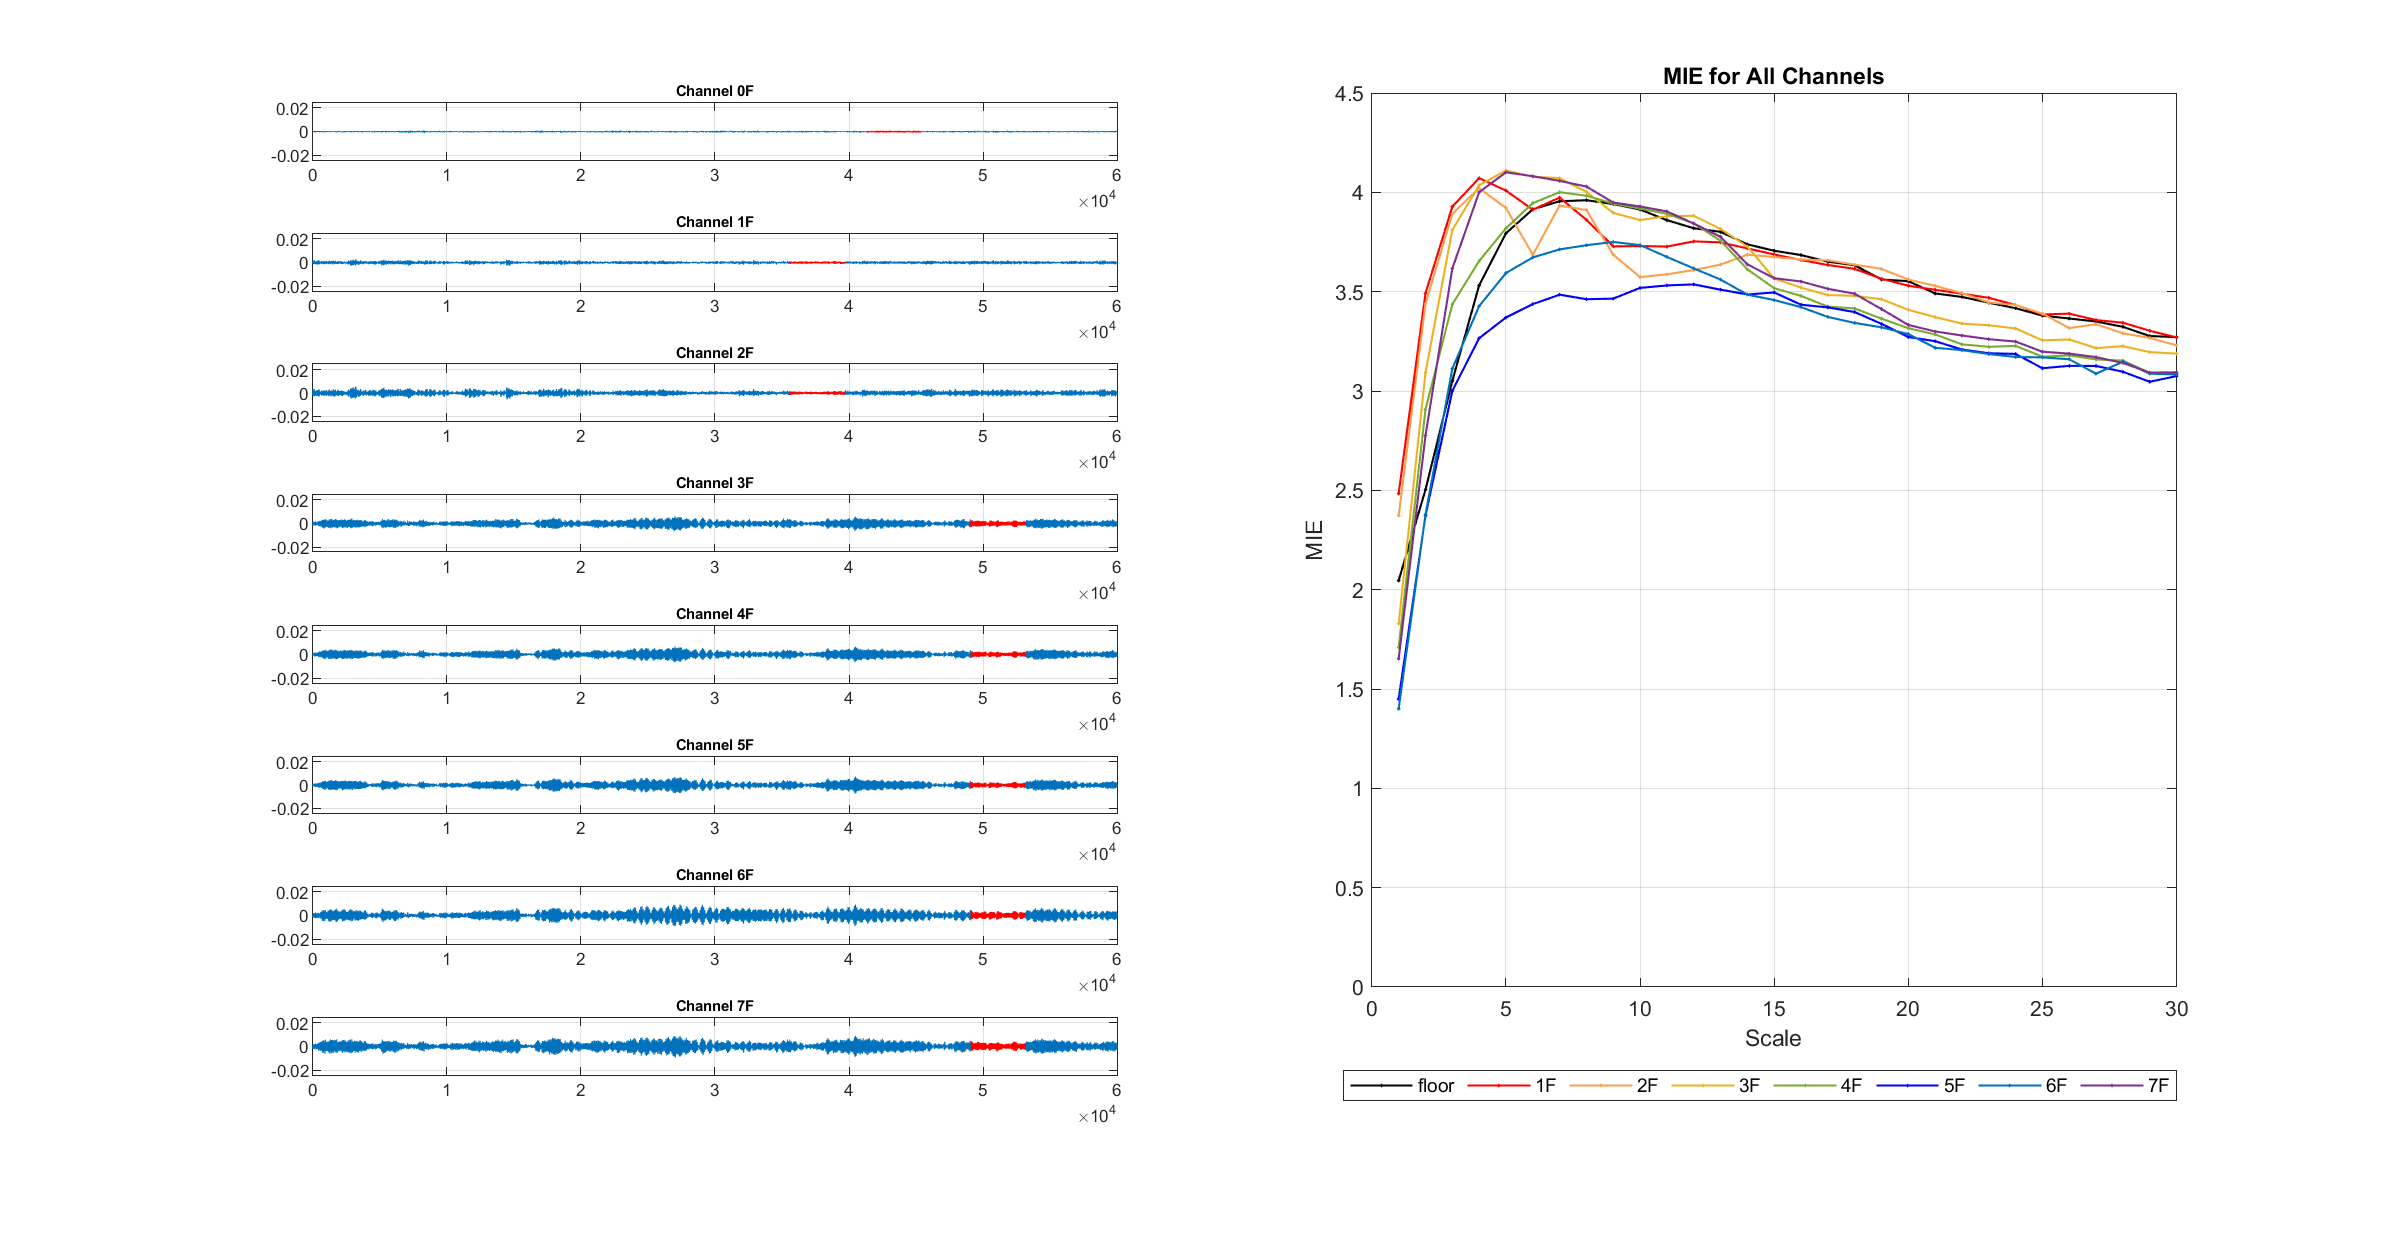 Channel 0F
0.02
0
-0.02
0 1 2 3 4 5 6
×10^4
Channel 1F
0.02
0
-0.02
0 1 2 3 4 5 6
×10^4
Channel 2F
0.02
0
-0.02
0 1 2 3 4 5 6
×10^4
Channel 3F
0.02
0
-0.02
0 1 2 3 4 5 6
×10^4
Channel 4F
0.02
0
-0.02
0 1 2 3 4 5 6
×10^4
Channel 5F
0.02
0
-0.02
0 1 2 3 4 5 6
×10^4
Channel 6F
0.02
0
-0.02
0 1 2 3 4 5 6
×10^4
Channel 7F
0.02
0
-0.02
0 1 2 3 4 5 6
×10^4
MIE for All Channels
4.5
4
3.5
3
2.5
2
1.5
1
0.5
0
MIE
0 5 10 15 20 25 30
Scale
floor 1F 2F 3F 4F 5F 6F 7F